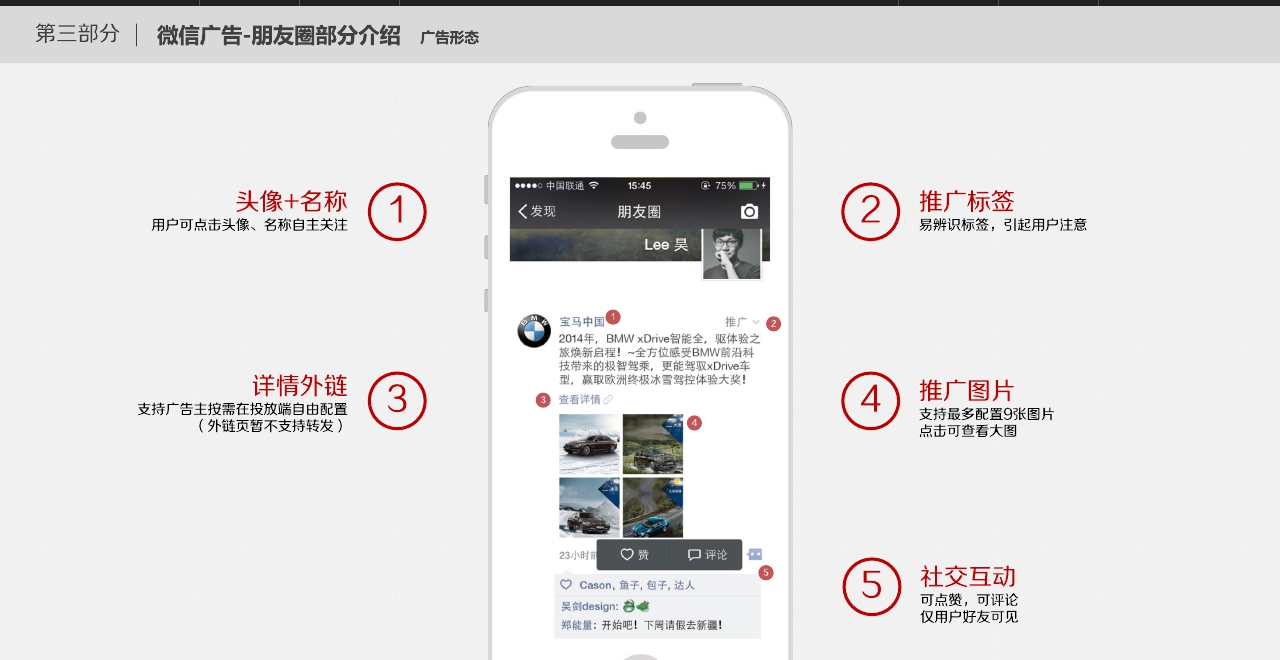 第三部分 微信广告-朋友圈部分介绍 广告形态
头像+名称
用户可点击头像、名称自主关注
1
2
推广标签
易辨识标签，引起用户注意
详情外链
支持广告主按需在投放端自由配置
（外链页暂不支持转发）
3
4
推广图片
支持最多配置9张图片
点击可查看大图
5
社交互动
可点赞，可评论
仅用户好友可见
中国联通 15:45 75%
发现 朋友圈
Lee 昊
BMW
宝马中国 1 推广 2
2014年，BMW xDrive智能全，驱体验之
旅焕新启程！~全方位感受BMW前沿科
技带来的极智驾乘，更能驾驭xDrive车
型，赢取欧洲终极冰雪驾控体验大奖！
3 查看详情
4
23小时前 赞 评论
5
Cason, 鱼子, 包子, 达人
吴剑design:
郑能量：开始吧！下周请假去新疆！